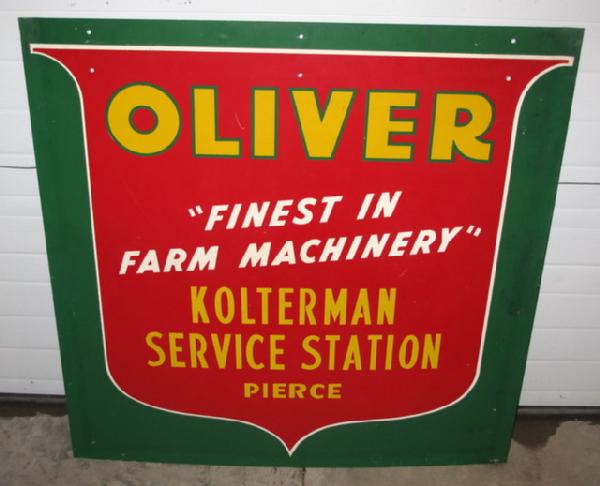 OLIVER
"FINEST IN
FARM MACHINERY"
KOLTERMAN
SERVICE STATION
PIERCE